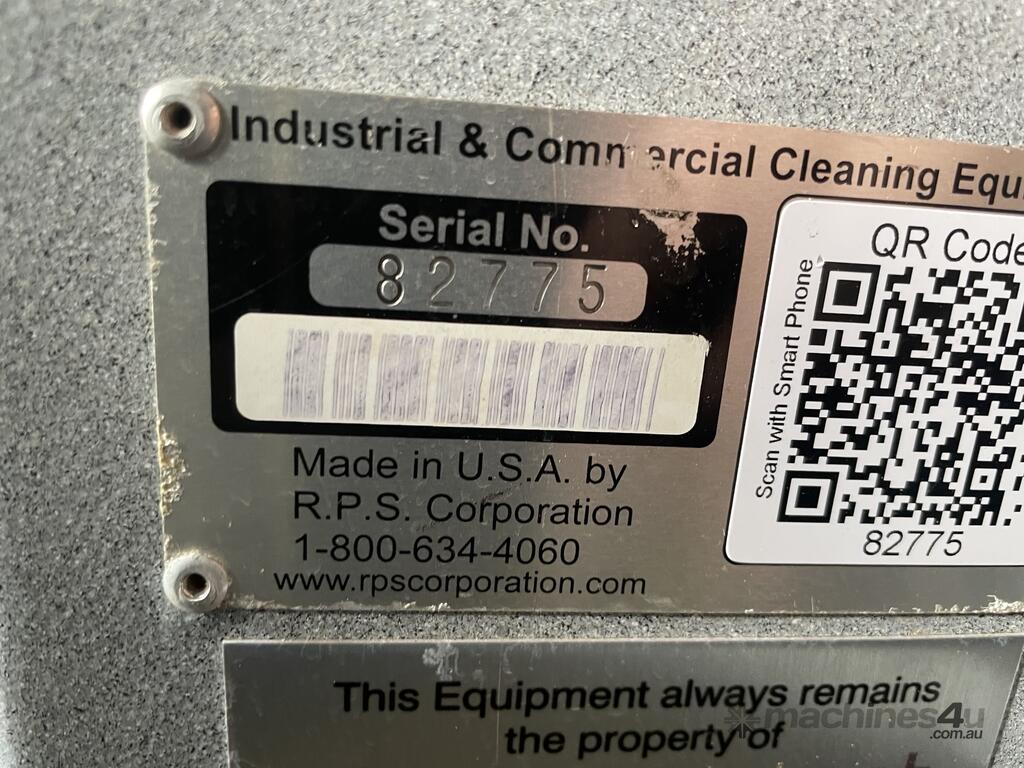 Industrial & Commercial Cleaning Equi
Serial No.
82775
Made in U.S.A. by
R.P.S. Corporation
1-800-634-4060
www.rpscorporation.com
QR Code
Scan with Smart Phone
82775
This Equipment always remains
the property of
machines4u
.com.au